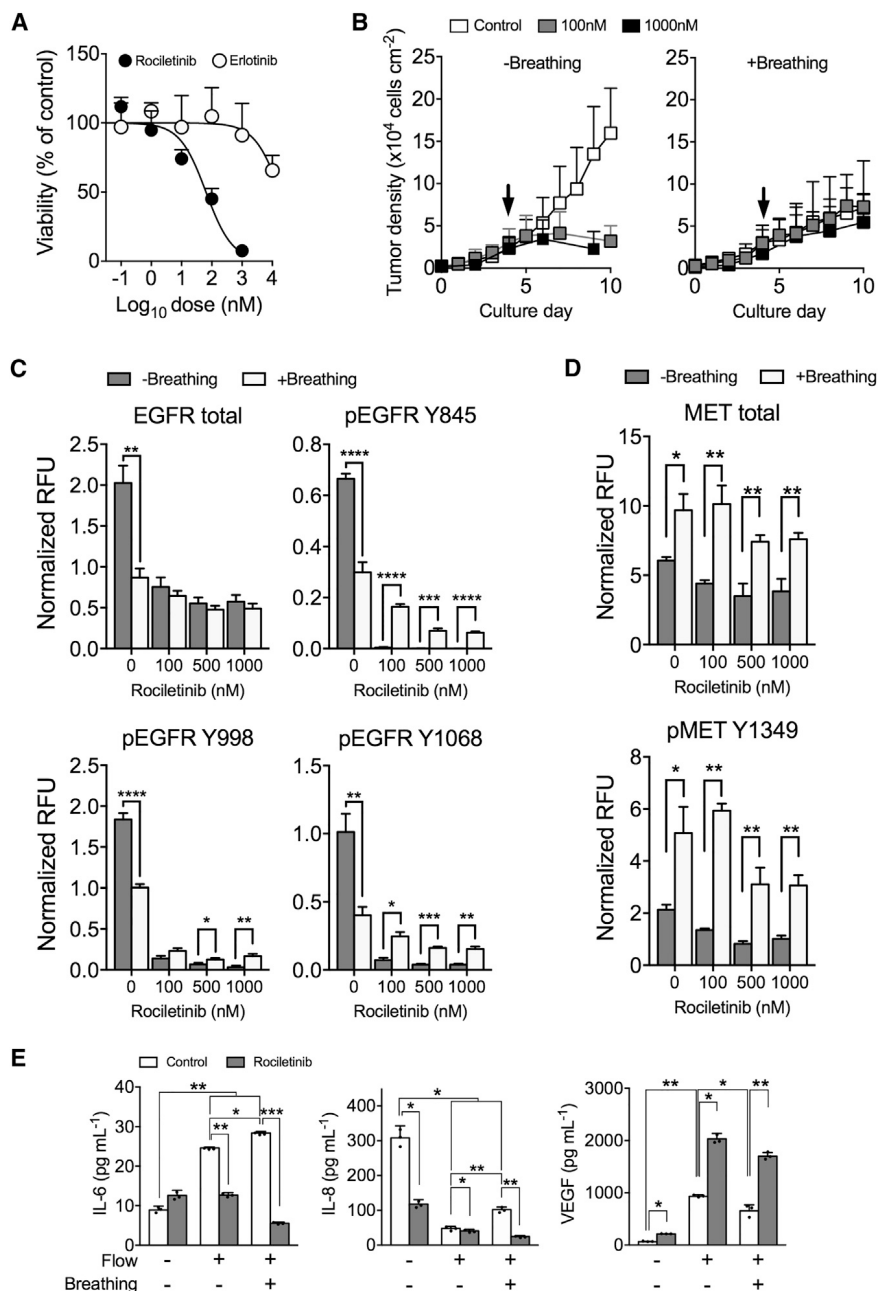 A
Rociletinib
Erlotinib
Viability (% of control)
150
100
50
0
-1 0 1 2 3 4
Log10 dose (nM)
B
Control 100nM 1000nM
-Breathing
+Breathing
Tumor density (x10^4 cells cm^-2)
25
20
15
10
5
0
0 5 10
Culture day
25
20
15
10
5
0
0 5 10
Culture day
C
-Breathing +Breathing
EGFR total
Normalized RFU
2.5
2.0
1.5
1.0
0.5
0.0
**
0 100 500 1000
Rociletinib (nM)
pEGFR Y845
0.8
0.6
0.4
0.2
0.0
****
****
***
****
0 100 500 1000
Rociletinib (nM)
pEGFR Y998
Normalized RFU
2.5
2.0
1.5
1.0
0.5
0.0
****
*
**
0 100 500 1000
Rociletinib (nM)
pEGFR Y1068
1.5
1.0
0.5
0.0
**
*
***
**
0 100 500 1000
Rociletinib (nM)
D
-Breathing +Breathing
MET total
Normalized RFU
15
10
5
0
*
**
**
**
0 100 500 1000
Rociletinib (nM)
pMET Y1349
Normalized RFU
8
6
4
2
0
*
**
**
**
0 100 500 1000
Rociletinib (nM)
E
Control Rociletinib
IL-6 (pg mL^-1)
40
30
20
10
0
**
*
**
***
Flow - + +
Breathing - - +
IL-8 (pg mL^-1)
400
300
200
100
0
*
*
**
*
**
- + +
- - +
VEGF (pg mL^-1)
3000
2000
1000
0
**
*
**
*
*
- + +
- - +